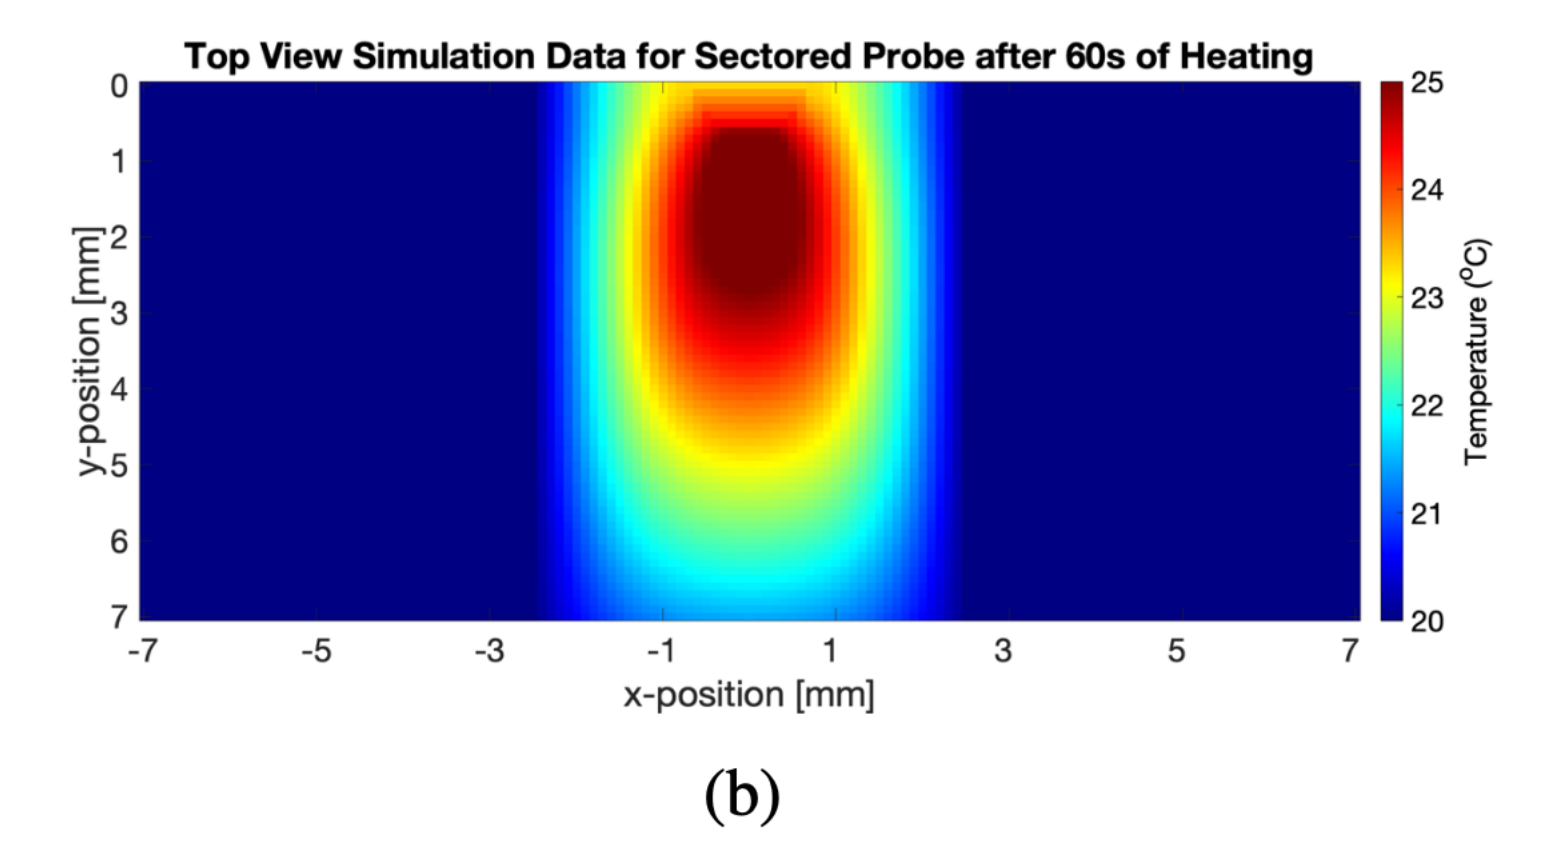 Top View Simulation Data for Sectored Probe after 60s of Heating
0
1
2
3
4
5
6
7
y-position [mm]
-7 -5 -3 -1 1 3 5 7
x-position [mm]
25
24
23
22
21
20
Temperature (°C)
(b)